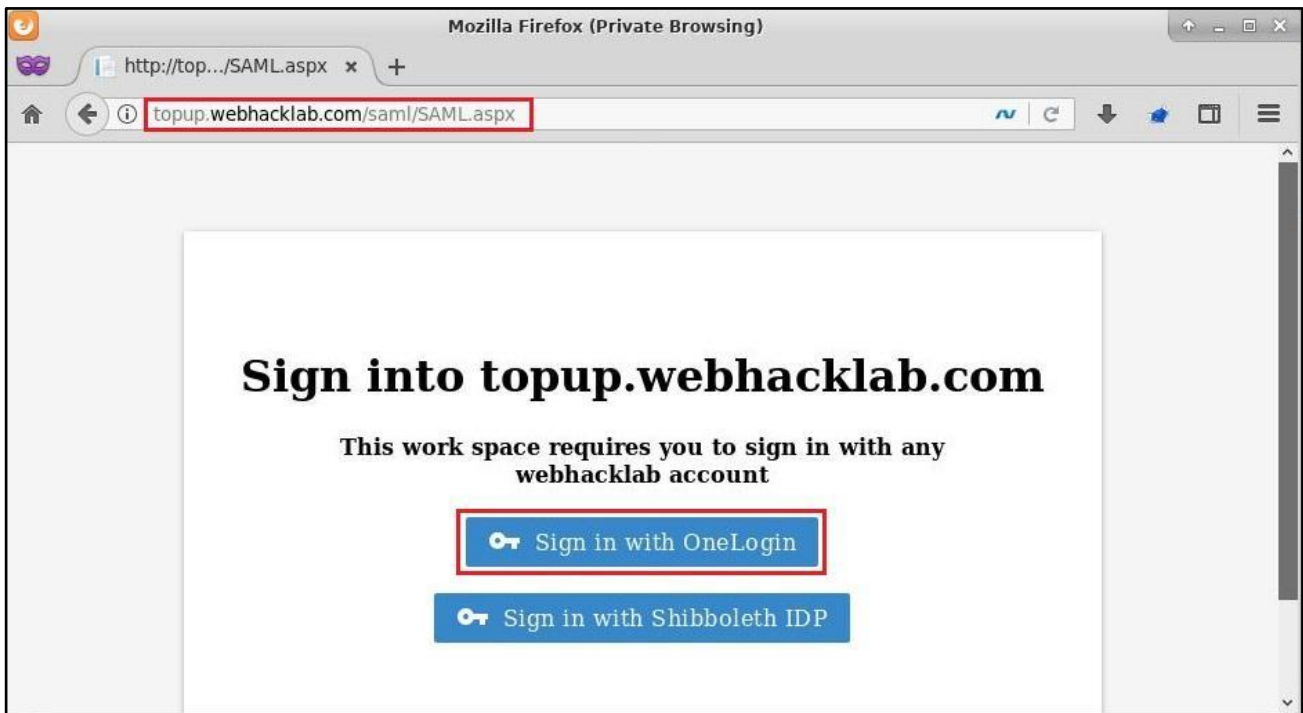 Mozilla Firefox (Private Browsing)
http://top.../SAML.aspx
topup.webhacklab.com/saml/SAML.aspx
Sign into topup.webhacklab.com
This work space requires you to sign in with any
webhacklab account
Sign in with OneLogin
Sign in with Shibboleth IDP